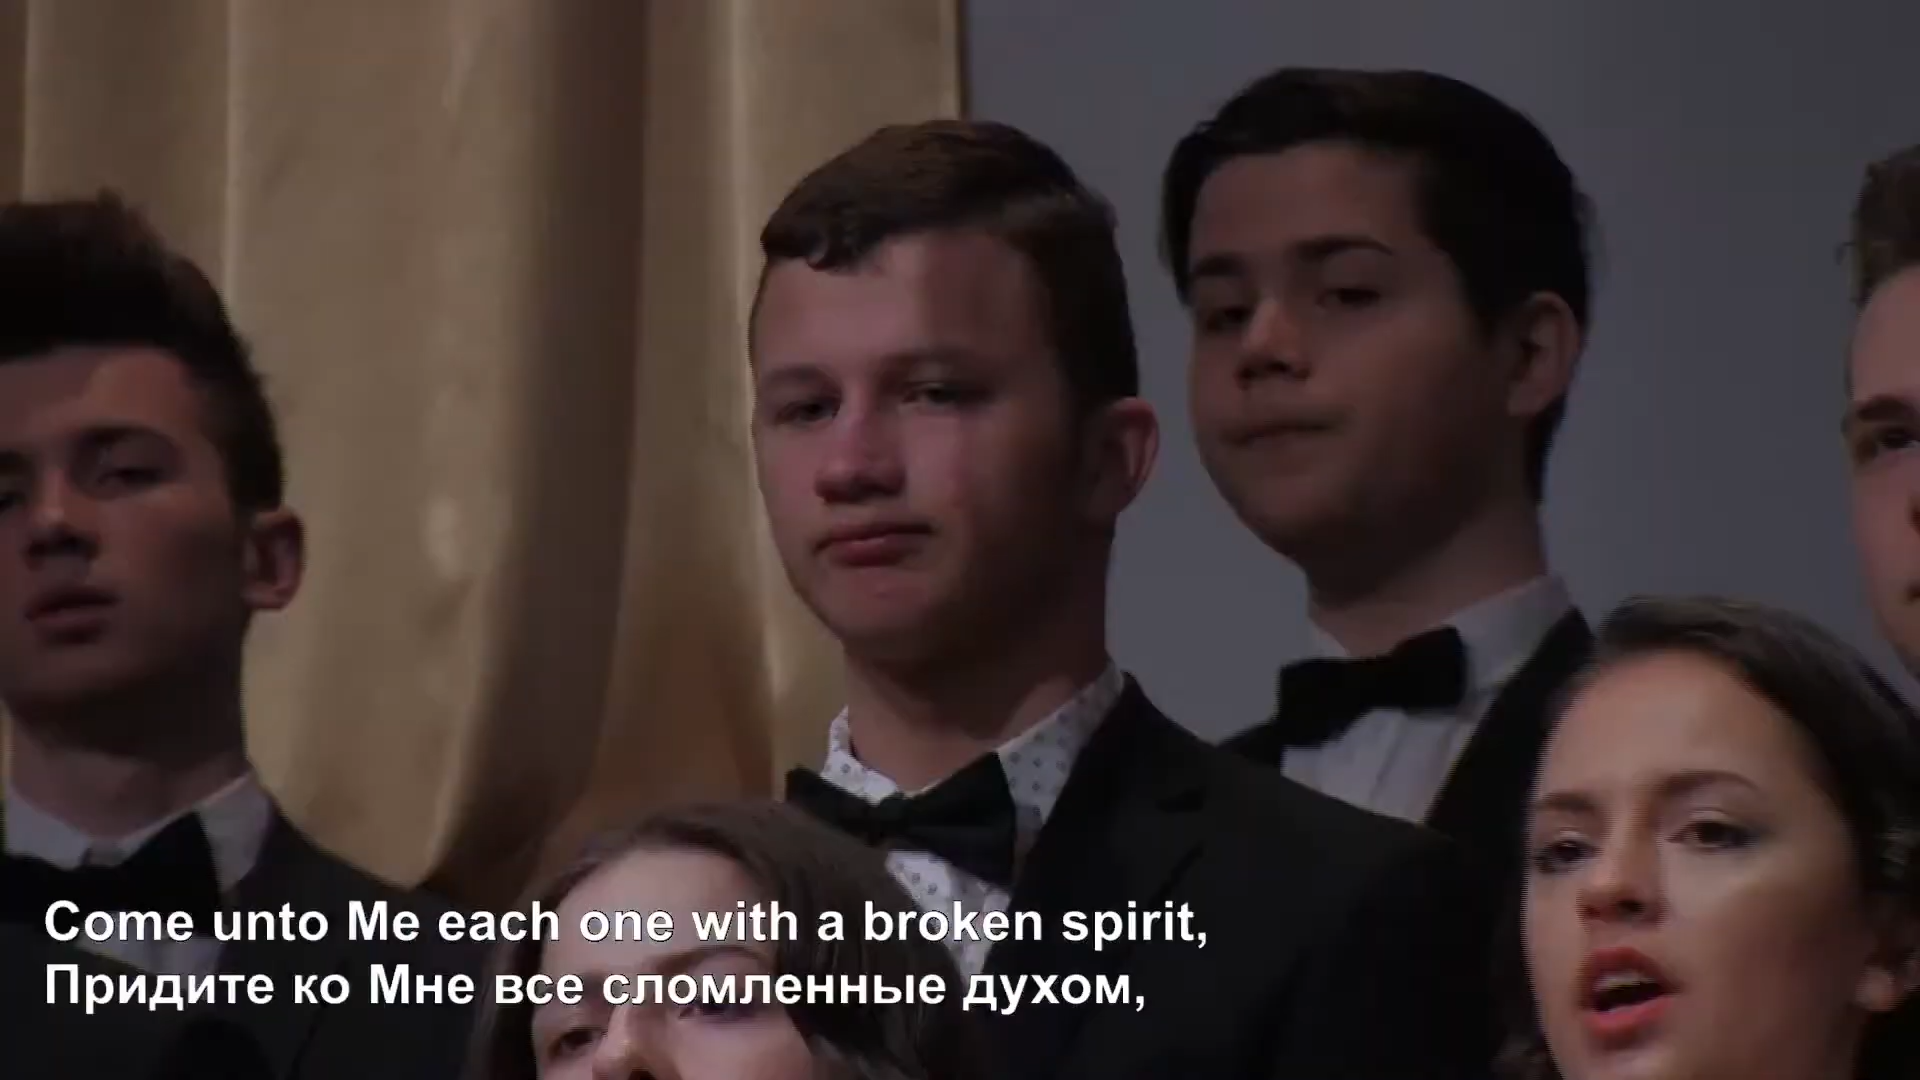 Come unto Me each one with a broken spirit,
Придите ко Мне все сломленные духом,